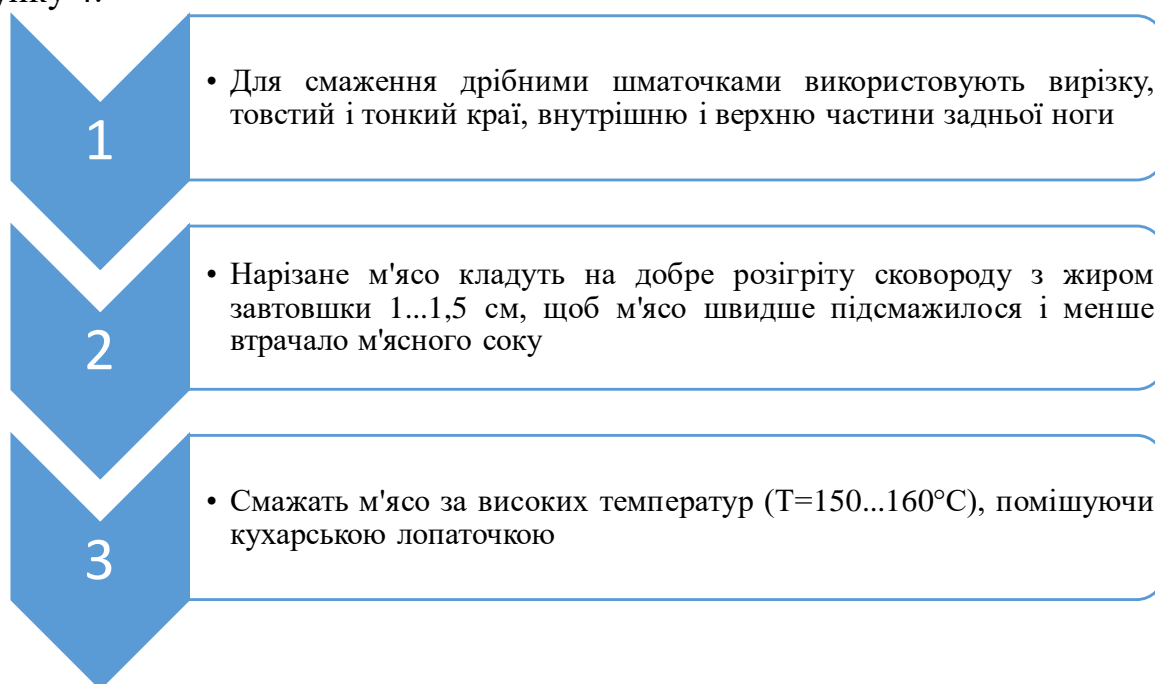 1
• Для смаження дрібними шматочками використовують вирізку,
товстий і тонкий краї, внутрішню і верхню частини задньої ноги
2
• Нарізане м'ясо кладуть на добре розігріту сковороду з жиром
завтовшки 1...1,5 см, щоб м'ясо швидше підсмажилося і менше
втрачало м'ясного соку
3
• Смажать м'ясо за високих температур (Т=150...160°С), помішуючи
кухарською лопаточкою